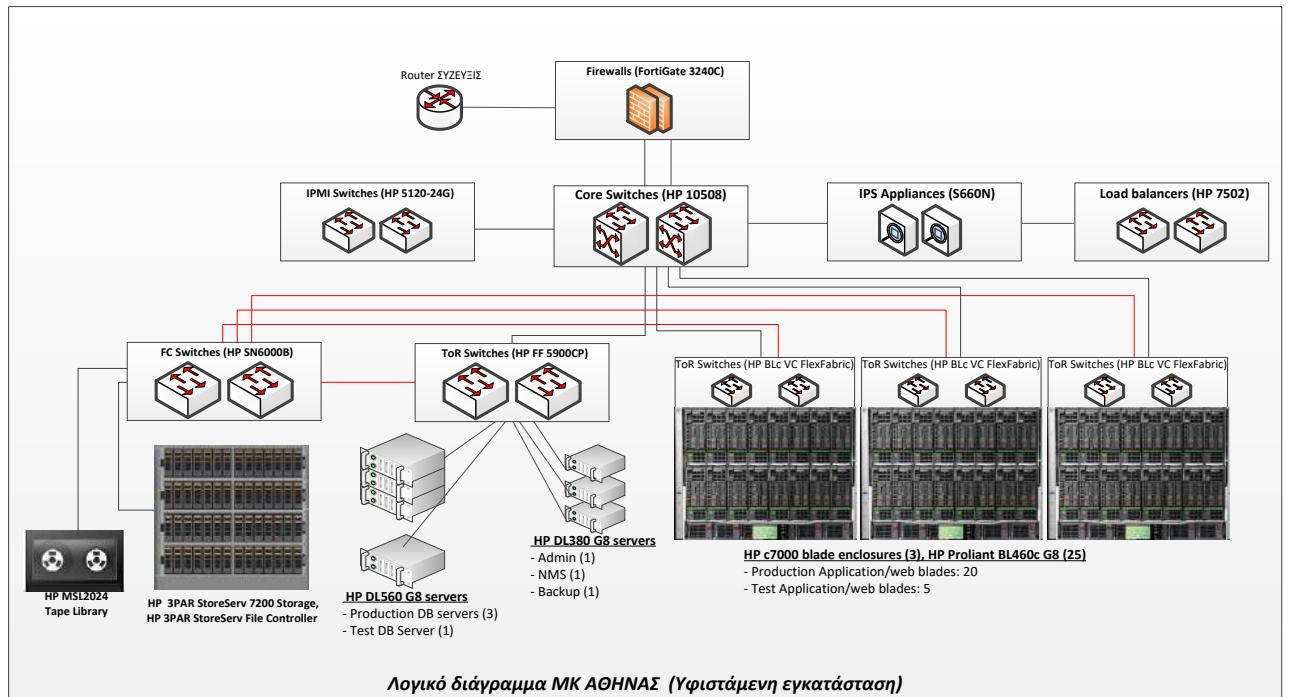 Router ΣΥΖΕΥΞΙΣ
Firewalls (FortiGate 3240C)
IPMI Switches (HP 5120-24G)
Core Switches (HP 10508)
IPS Appliances (S660N)
Load balancers (HP 7502)
FC Switches (HP SN6000B)
ToR Switches (HP FF 5900CP)
ToR Switches (HP BLc VC FlexFabric)
ToR Switches (HP BLc VC FlexFabric)
ToR Switches (HP BLc VC FlexFabric)
HP MSL2024
Tape Library
HP 3PAR StoreServ 7200 Storage,
HP 3PAR StoreServ File Controller
HP DL560 G8 servers
- Production DB servers (3)
- Test DB Server (1)
HP DL380 G8 servers
- Admin (1)
- NMS (1)
- Backup (1)
HP c7000 blade enclosures (3), HP Proliant BL460c G8 (25)
- Production Application/web blades: 20
- Test Application/web blades: 5
Λογικό διάγραμμα ΜΚ ΑΘΗΝΑΣ (Υφιστάμενη εγκατάσταση)